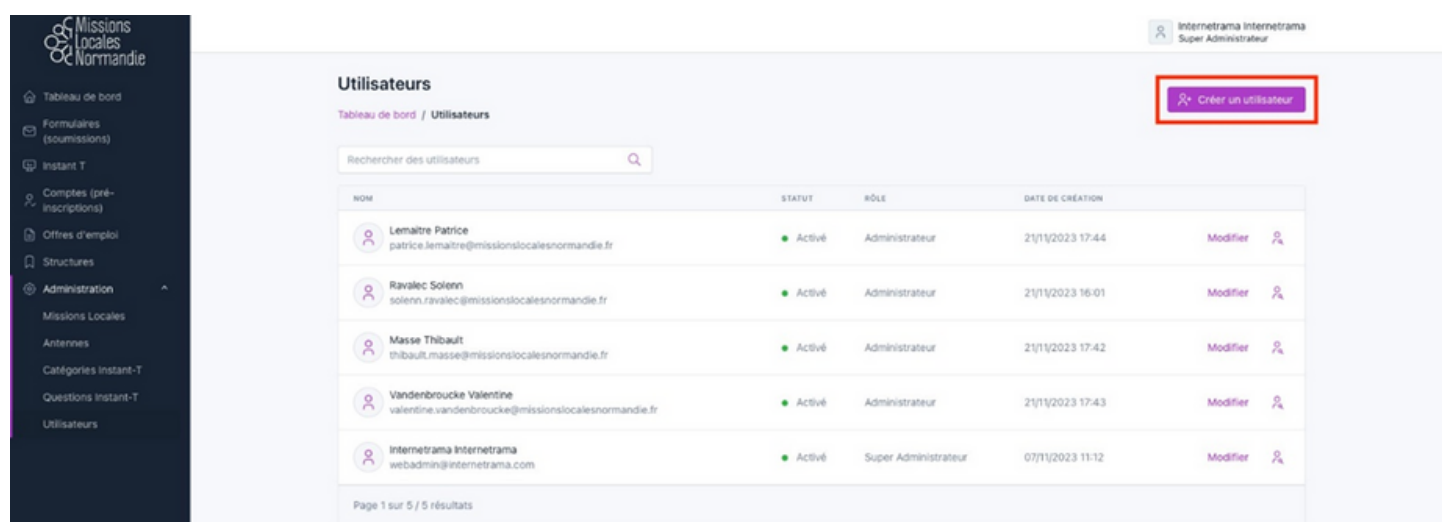 Missions
Locales
Normandie
Internetrama Internetrama
Super Administrateur
Tableau de bord
Formulaires
(soumissions)
Instant T
Comptes (pré-
inscriptions)
Offres d'emploi
Structures
Administration
Missions Locales
Antennes
Catégories Instant-T
Questions Instant-T
Utilisateurs
Utilisateurs
Tableau de bord / Utilisateurs
Créer un utilisateur
Rechercher des utilisateurs
NOM STATUT RÔLE DATE DE CRÉATION
Lemaitre Patrice
patrice.lemaitre@missionslocalesnormandie.fr Activé Administrateur 21/11/2023 17:44 Modifier
Ravalec Solenn
solenn.ravalec@missionslocalesnormandie.fr Activé Administrateur 21/11/2023 16:01 Modifier
Masse Thibault
thibault.masse@missionslocalesnormandie.fr Activé Administrateur 21/11/2023 17:42 Modifier
Vandenbroucke Valentine
valentine.vandenbroucke@missionslocalesnormandie.fr Activé Administrateur 21/11/2023 17:43 Modifier
Internetrama Internetrama
webadmin@internetrama.com Activé Super Administrateur 07/11/2023 11:12 Modifier
Page 1 sur 5 / 5 résultats